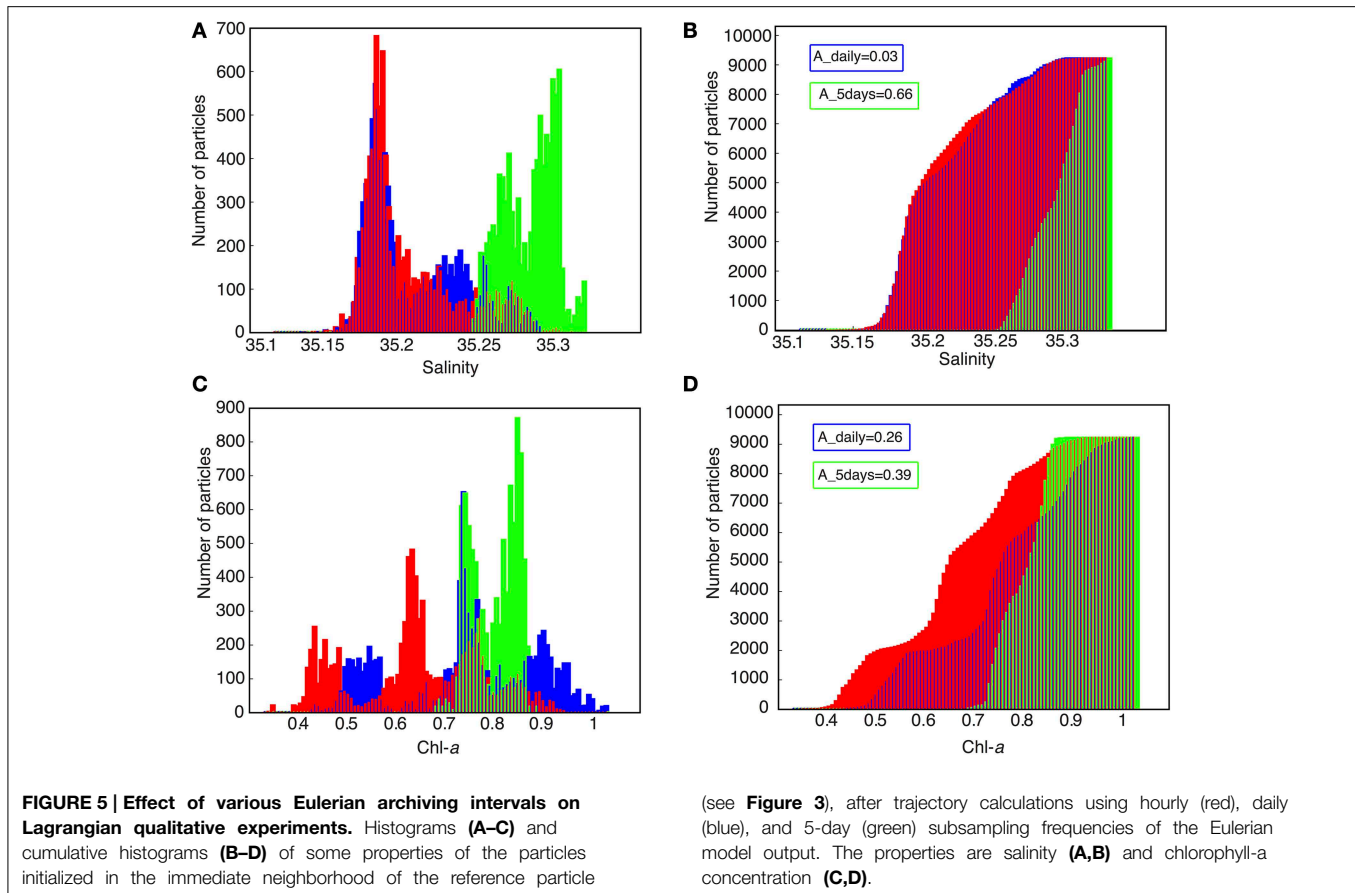 A
700
600
500
400
300
200
100
0
Number of particles
35.1 35.15 35.2 35.25 35.3
Salinity
B
10000
9000
8000
7000
6000
5000
4000
3000
2000
1000
0
Number of particles
A_daily=0.03
A_5days=0.66
35.1 35.15 35.2 35.25 35.3
Salinity
C
900
800
700
600
500
400
300
200
100
0
Number of particles
0.4 0.5 0.6 0.7 0.8 0.9 1
Chl-a
D
10000
9000
8000
7000
6000
5000
4000
3000
2000
1000
0
Number of particles
A_daily=0.26
A_5days=0.39
0.4 0.5 0.6 0.7 0.8 0.9 1
Chl-a
FIGURE 5 | Effect of various Eulerian archiving intervals on
Lagrangian qualitative experiments. Histograms (A–C) and
cumulative histograms (B–D) of some properties of the particles
initialized in the immediate neighborhood of the reference particle
(see Figure 3), after trajectory calculations using hourly (red), daily
(blue), and 5-day (green) subsampling frequencies of the Eulerian
model output. The properties are salinity (A,B) and chlorophyll-a
concentration (C,D).